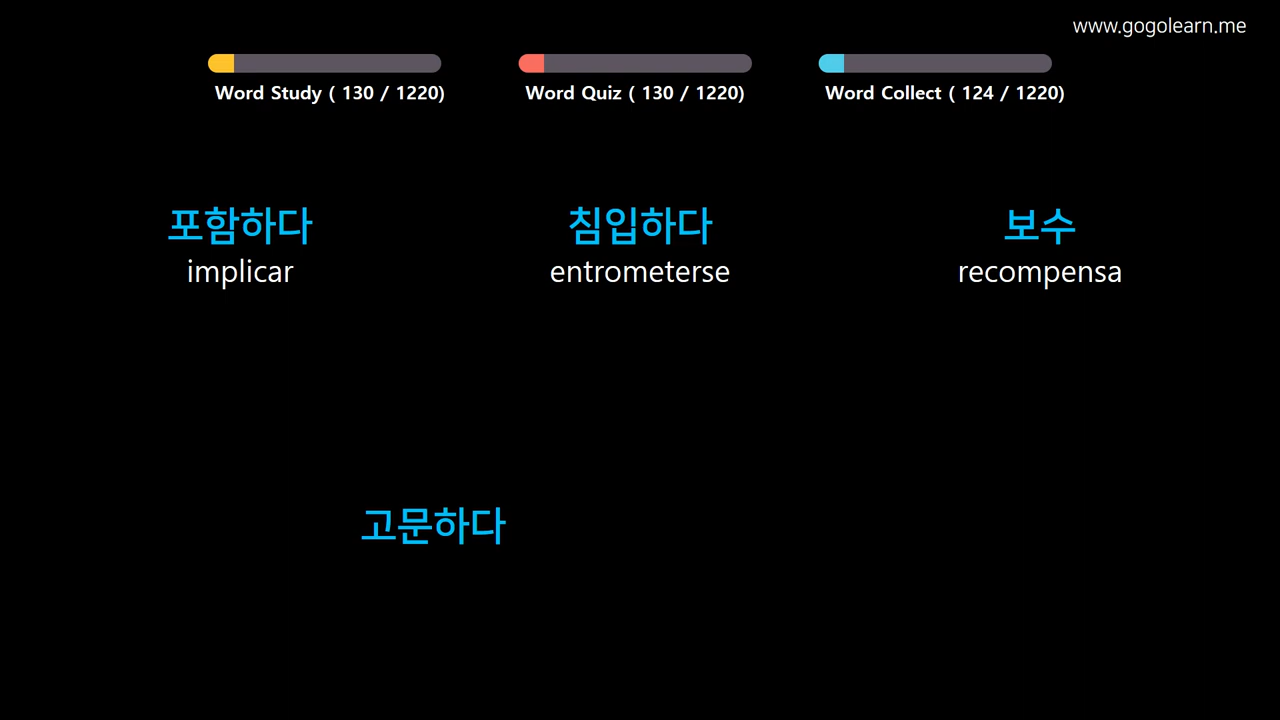 www.gogolearn.me
Word Study ( 130 / 1220)
Word Quiz ( 130 / 1220)
Word Collect ( 124 / 1220)
포함하다
implicar
침입하다
entrometerse
보수
recompensa
고문하다